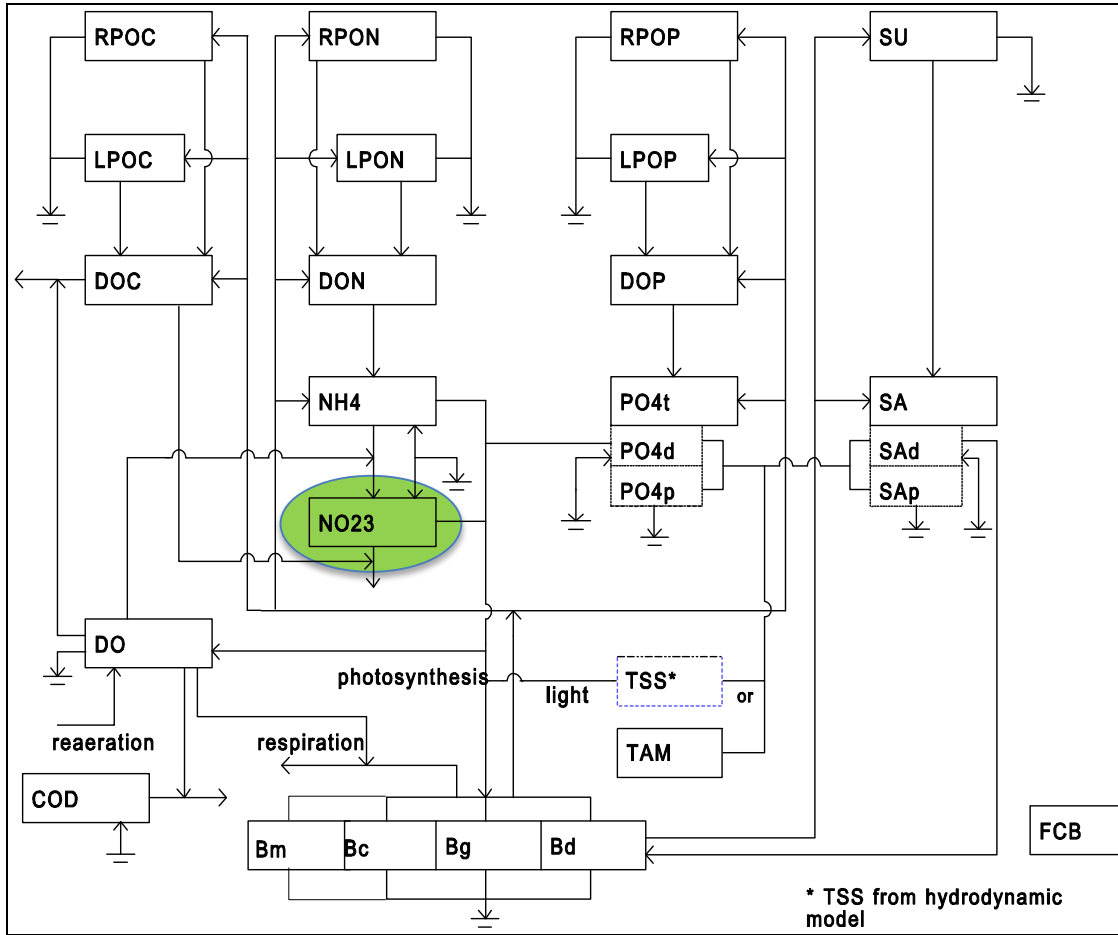 RPOC
RPON
RPOP
SU
LPOC
LPON
LPOP
DOC
DON
DOP
NH4
PO4t
SA
PO4d
SAd
PO4p
SAp
NO23
DO
photosynthesis
light
TSS*
or
reaeration
respiration
TAM
COD
Bm
Bc
Bg
Bd
FCB
* TSS from hydrodynamic
model